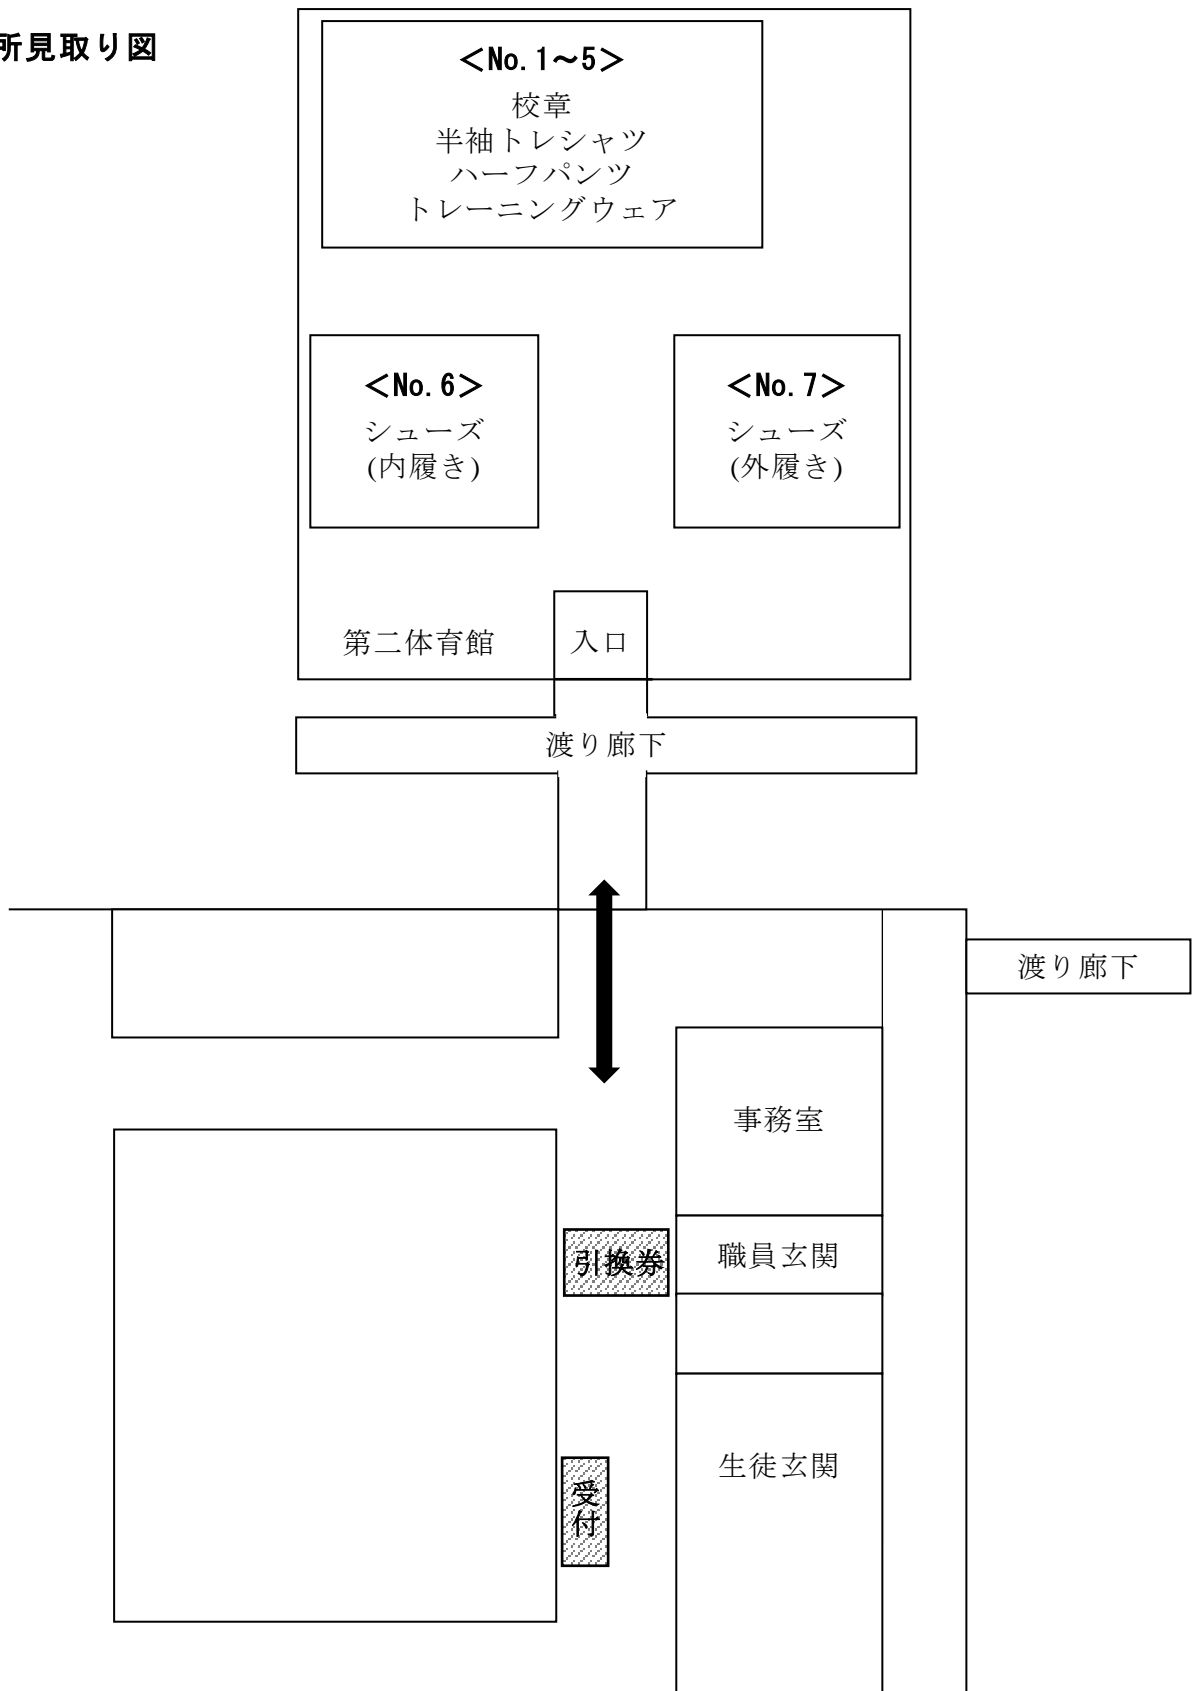 所見取り図
＜No.1～5＞
校章
半袖トレシャツ
ハーフパンツ
トレーニングウェア
＜No.6＞
シューズ
(内履き)
＜No.7＞
シューズ
(外履き)
第二体育館
入口
渡り廊下
渡り廊下
事務室
引換券
職員玄関
生徒玄関
受付